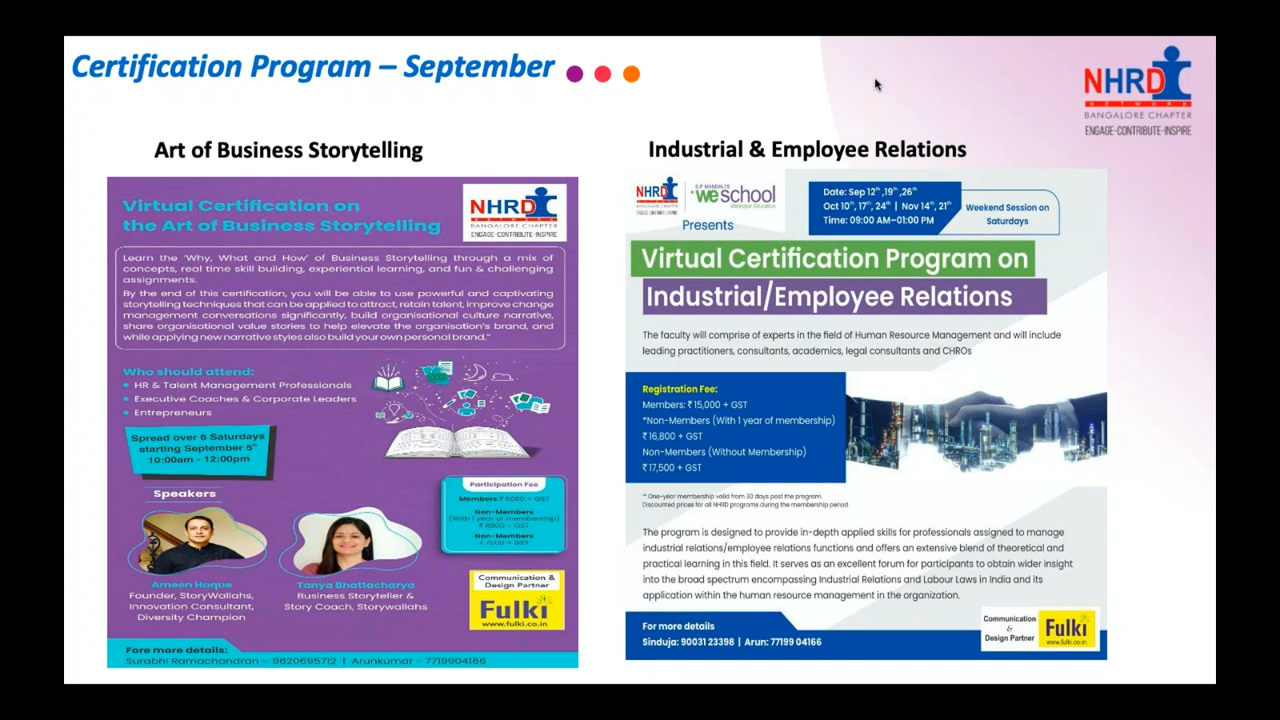 Certification Program – September
NHRD
NETWORK
BANGALORE CHAPTER
ENGAGE-CONTRIBUTE-INSPIRE
Art of Business Storytelling
Virtual Certification on
the Art of Business Storytelling
NHRD
NETWORK
BANGALORE CHAPTER
ENGAGE-CONTRIBUTE-INSPIRE
Learn the 'Why, What and How' of Business Storytelling through a mix of
concepts, real time skill building, experiential learning, and fun & challenging
assignments.
By the end of this certification, you will be able to use powerful and captivating
storytelling techniques that can be applied to attract, retain talent, improve change
management conversations significantly, build organisational culture narrative,
share organisational value stories to help elevate the organisation's brand, and
while applying new narrative styles also build your own personal brand."
Who should attend:
HR & Talent Management Professionals
Executive Coaches & Corporate Leaders
Entrepreneurs
Spread over 6 Saturdays
starting September 5th
10:00am - 12:00pm
Speakers
Ameen Haque
Founder, StoryWallahs,
Innovation Consultant,
Diversity Champion
Tanya Bhattacharya
Business Storyteller &
Story Coach, Storywallahs
Participation Fee
Members ₹ 6000 + GST
Non-Members
(With 1 year of membership)
+ GST
Non-Members
+ GST
Communication &
Design Partner
Fulki
www.fulki.co.in
Fore more details:
Surabhi Ramachandran – 9620695712 | Arunkumar – 7719904166
Industrial & Employee Relations
NHRD
BANGALORE CHAPTER
ENGAGE-CONTRIBUTE-INSPIRE
S.P. MANDALI'S
weschool
Presents
Date: Sep 12th ,19th ,26th
Oct 10th, 17th, 24th | Nov 14th, 21th
Time: 09:00 AM–01:00 PM
Weekend Session on
Saturdays
Virtual Certification Program on
Industrial/Employee Relations
The faculty will comprise of experts in the field of Human Resource Management and will include
leading practitioners, consultants, academics, legal consultants and CHROs
Registration Fee:
Members: ₹ 15,000 + GST
*Non-Members (With 1 year of membership)
₹ 16,800 + GST
Non-Members (Without Membership)
₹ 17,500 + GST
* One-year membership valid from 30 days post the program.
Discounted prices for all NHRD programs during the membership period
The program is designed to provide in-depth applied skills for professionals assigned to manage
industrial relations/employee relations functions and offers an extensive blend of theoretical and
practical learning in this field. It serves as an excellent forum for participants to obtain wider insight
into the broad spectrum encompassing Industrial Relations and Labour Laws in India and its
application within the human resource management in the organization.
For more details
Sinduja: 90031 23398 | Arun: 7719904166
Communication
&
Design Partner
Fulki
www.fulki.co.in